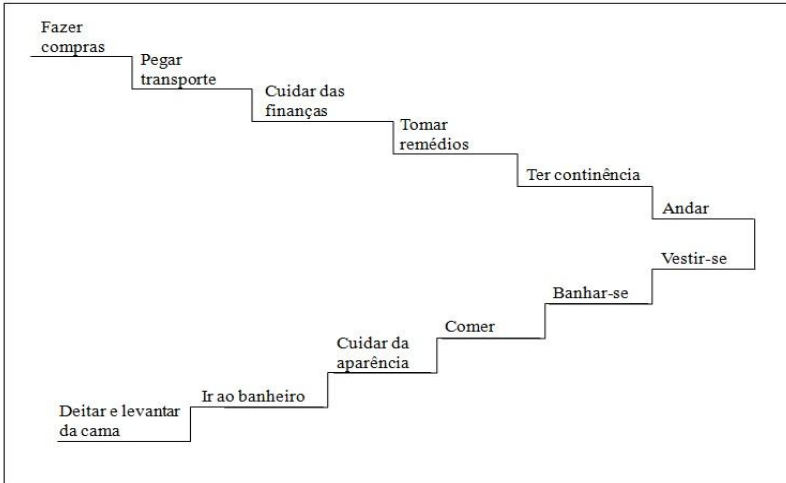 Fazer
compras
Pegar
transporte
Cuidar das
finanças
Tomar
remédios
Ter continência
Andar
Vestir-se
Banhar-se
Comer
Cuidar da
aparência
Ir ao banheiro
Deitar e levantar
da cama